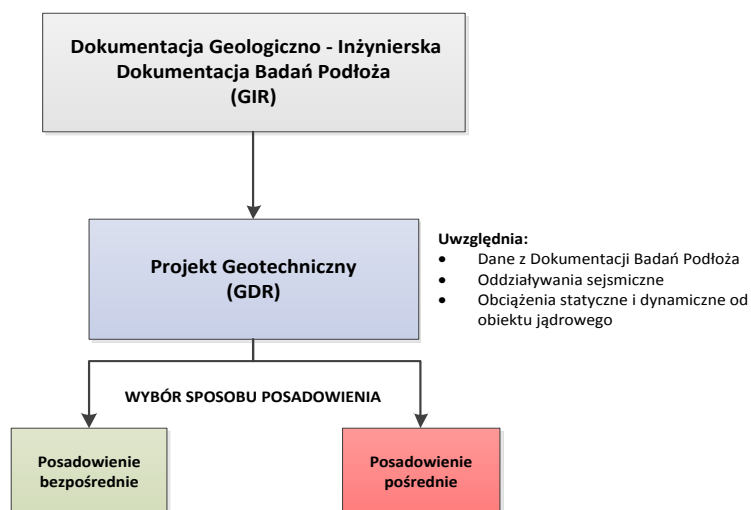 Dokumentacja Geologiczno - Inżynierska
Dokumentacja Badań Podłoża
(GIR)
Projekt Geotechniczny
(GDR)
Uwzględnia:
• Dane z Dokumentacji Badań Podłoża
• Oddziaływania sejsmiczne
• Obciążenia statyczne i dynamiczne od
obiektu jądrowego
WYBÓR SPOSOBU POSADOWIENIA
Posadowienie
bezpośrednie
Posadowienie
pośrednie